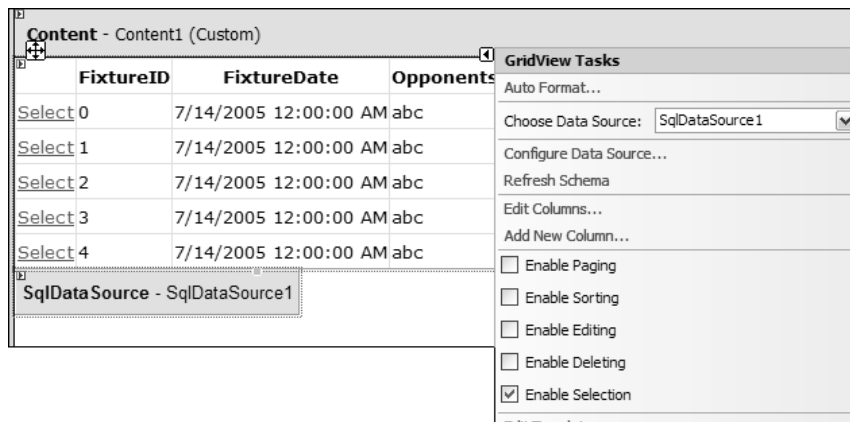 Content - Content1 (Custom)
FixtureID FixtureDate Opponents
Select 0 7/14/2005 12:00:00 AM abc
Select 1 7/14/2005 12:00:00 AM abc
Select 2 7/14/2005 12:00:00 AM abc
Select 3 7/14/2005 12:00:00 AM abc
Select 4 7/14/2005 12:00:00 AM abc
SqlDataSource - SqlDataSource1
GridView Tasks
Auto Format...
Choose Data Source: SqlDataSource1
Configure Data Source...
Refresh Schema
Edit Columns...
Add New Column...
Enable Paging
Enable Sorting
Enable Editing
Enable Deleting
Enable Selection